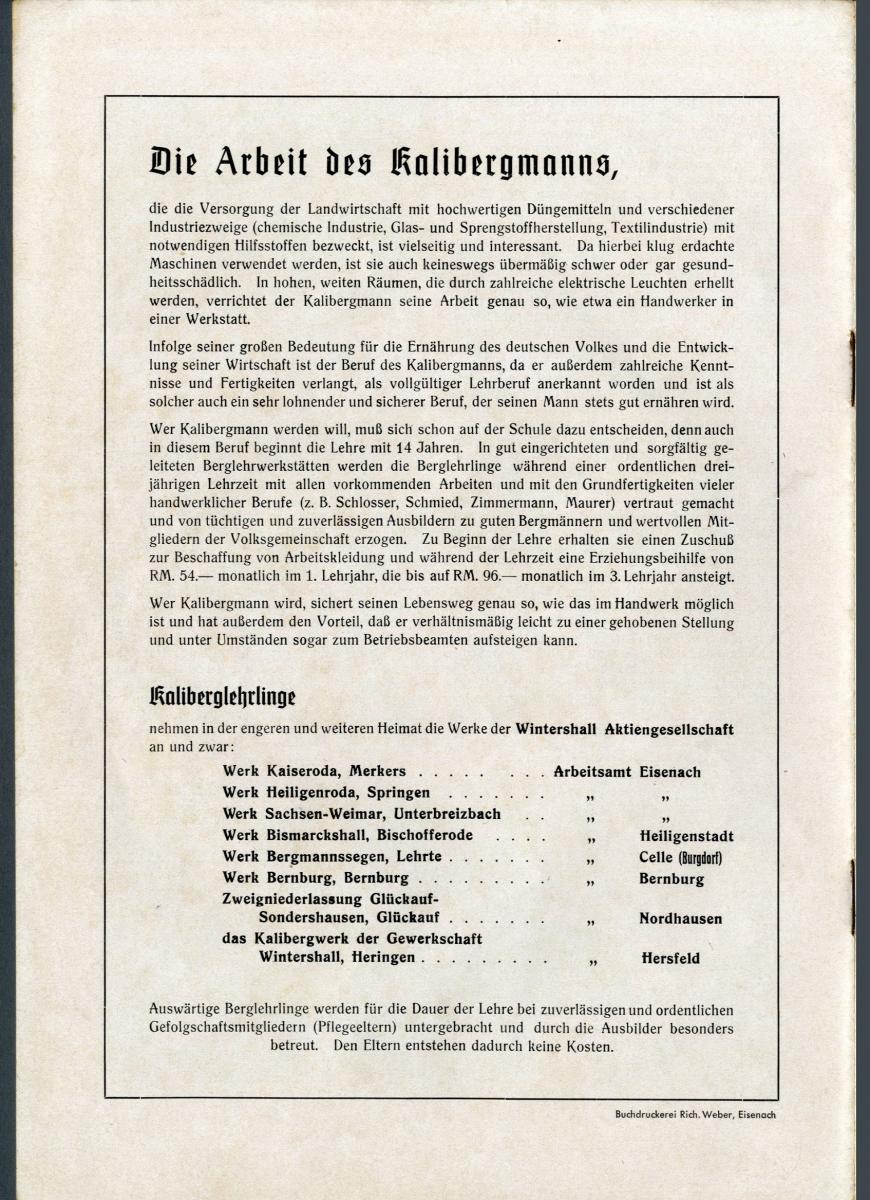 Die Arbeit des Kalibergmanns,
die die Versorgung der Landwirtschaft mit hochwertigen Düngemitteln und verschiedener
Industriezweige (chemische Industrie, Glas- und Sprengstoffherstellung, Textilindustrie) mit
notwendigen Hilfsstoffen bezweckt, ist vielseitig und interessant. Da hierbei klug erdachte
Maschinen verwendet werden, ist sie auch keineswegs übermäßig schwer oder gar gesund-
heitsschädlich. In hohen, weiten Räumen, die durch zahlreiche elektrische Leuchten erhellt
werden, verrichtet der Kalibergmann seine Arbeit genau so, wie etwa ein Handwerker in
einer Werkstatt.
Infolge seiner großen Bedeutung für die Ernährung des deutschen Volkes und die Entwick-
lung seiner Wirtschaft ist der Beruf des Kalibergmanns, da er außerdem zahlreiche Kennt-
nisse und Fertigkeiten verlangt, als vollgültiger Lehrberuf anerkannt worden und ist als
solcher auch ein sehr lohnender und sicherer Beruf, der seinen Mann stets gut ernähren wird.
Wer Kalibergmann werden will, muß sich schon auf der Schule dazu entscheiden, denn auch
in diesem Beruf beginnt die Lehre mit 14 Jahren. In gut eingerichteten und sorgfältig ge-
leiteten Berglehrwerkstätten werden die Berglehrlinge während einer ordentlichen drei-
jährigen Lehrzeit mit allen vorkommenden Arbeiten und mit den Grundfertigkeiten vieler
handwerklicher Berufe (z. B. Schlosser, Schmied, Zimmermann, Maurer) vertraut gemacht
und von tüchtigen und zuverlässigen Ausbildern zu guten Bergmännern und wertvollen Mit-
gliedern der Volksgemeinschaft erzogen. Zu Beginn der Lehre erhalten sie einen Zuschuß
zur Beschaffung von Arbeitskleidung und während der Lehrzeit eine Erziehungsbeihilfe von
RM. 54.— monatlich im 1. Lehrjahr, die bis auf RM. 96.— monatlich im 3. Lehrjahr ansteigt.
Wer Kalibergmann wird, sichert seinen Lebensweg genau so, wie das im Handwerk möglich
ist und hat außerdem den Vorteil, daß er verhältnismäßig leicht zu einer gehobenen Stellung
und unter Umständen sogar zum Betriebsbeamten aufsteigen kann.
Kaliberglehrlinge
nehmen in der engeren und weiteren Heimat die Werke der Wintershall Aktiengesellschaft
an und zwar:
Werk Kaiseroda, Merkers . . . . . . . . Arbeitsamt Eisenach
Werk Heiligenroda, Springen . . . . . . . „ „
Werk Sachsen-Weimar, Unterbreizbach . . „ „
Werk Bismarckshall, Bischofferode . . . . „ Heiligenstadt
Werk Bergmannssegen, Lehrte . . . . . . . „ Celle (Burgdorf)
Werk Bernburg, Bernburg . . . . . . . . . „ Bernburg
Zweigniederlassung Glückauf-
Sondershausen, Glückauf . . . . . . . „ Nordhausen
das Kalibergwerk der Gewerkschaft
Wintershall, Heringen . . . . . . . . . „ Hersfeld
Auswärtige Berglehrlinge werden für die Dauer der Lehre bei zuverlässigen und ordentlichen
Gefolgschaftsmitgliedern (Pflegeeltern) untergebracht und durch die Ausbilder besonders
betreut. Den Eltern entstehen dadurch keine Kosten.
Buchdruckerei Rich. Weber, Eisenach